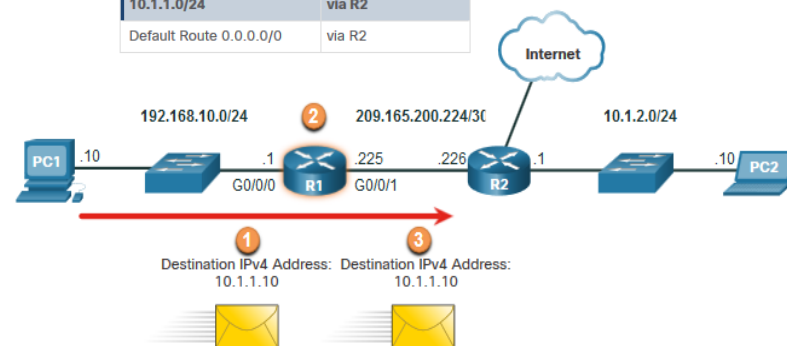 10.1.1.0/24 via R2
Default Route 0.0.0.0/0 via R2
Internet
192.168.10.0/24 2 209.165.200.224/30 10.1.2.0/24
PC1 .10 .1 .225 .226 .1 .10 PC2
G0/0/0 R1 G0/0/1 R2
1 3
Destination IPv4 Address: Destination IPv4 Address:
10.1.1.10 10.1.1.10